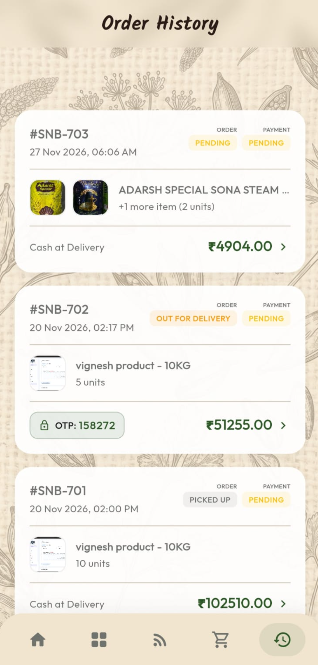 Order History
#SNB-703
ORDER PAYMENT
27 Nov 2026, 06:06 AM
PENDING PENDING
ADARSH SPECIAL SONA STEAM ...
+1 more item (2 units)
Cash at Delivery ₹4904.00
#SNB-702
ORDER PAYMENT
20 Nov 2026, 02:17 PM
OUT FOR DELIVERY PENDING
vignesh product - 10KG
5 units
OTP: 158272 ₹51255.00
#SNB-701
ORDER PAYMENT
20 Nov 2026, 02:00 PM
PICKED UP PENDING
vignesh product - 10KG
10 units
Cash at Delivery ₹102510.00